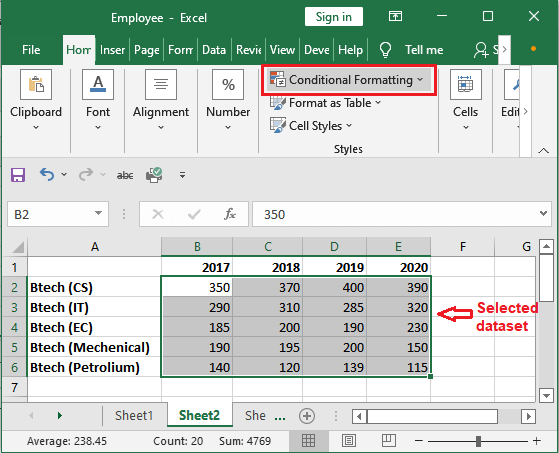 Employee - Excel Sign in
File Home Inser Page Form Data Revie View Deve Help Tell me S
Conditional Formatting
Format as Table
Cell Styles
Clipboard Font Alignment Number Cells Edit
Styles
abc
B2 fx 350
A B C D E F G
1 2017 2018 2019 2020
2 Btech (CS) 350 370 400 390
3 Btech (IT) 290 310 285 320
4 Btech (EC) 185 200 190 230
5 Btech (Mechenical) 190 195 200 150
6 Btech (Petrolium) 140 120 139 115
7
Selected
dataset
Sheet1 Sheet2 She ...
Average: 238.45 Count: 20 Sum: 4769